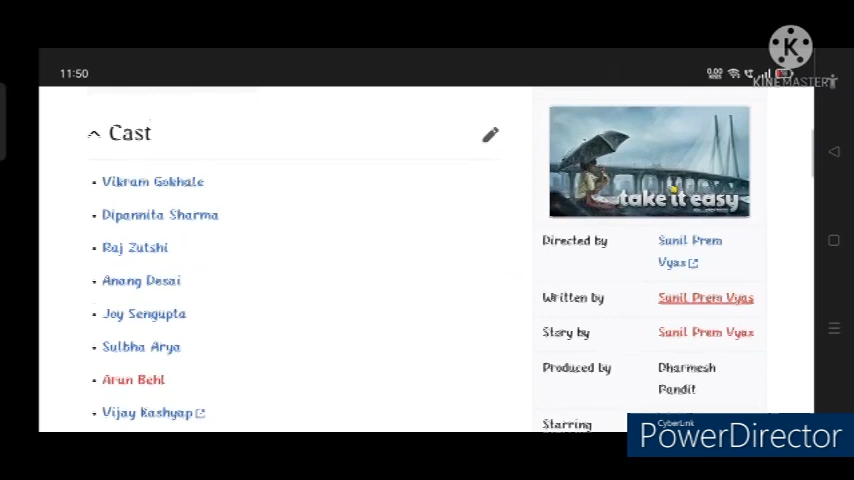 11:50
KINEMASTER
Cast
Vikram Gokhale
Dipannita Sharma
Raj Zutshi
Anang Desai
Joy Sengupta
Sulbha Arya
Arun Behl
Vijay Kashyap
take it easy
Directed by
Sunil Prem
Vyas
Written by
Sunil Prem Vyas
Story by
Sunil Prem Vyas
Produced by
Dharmesh
Pandit
Starring
CyberLink
PowerDirector